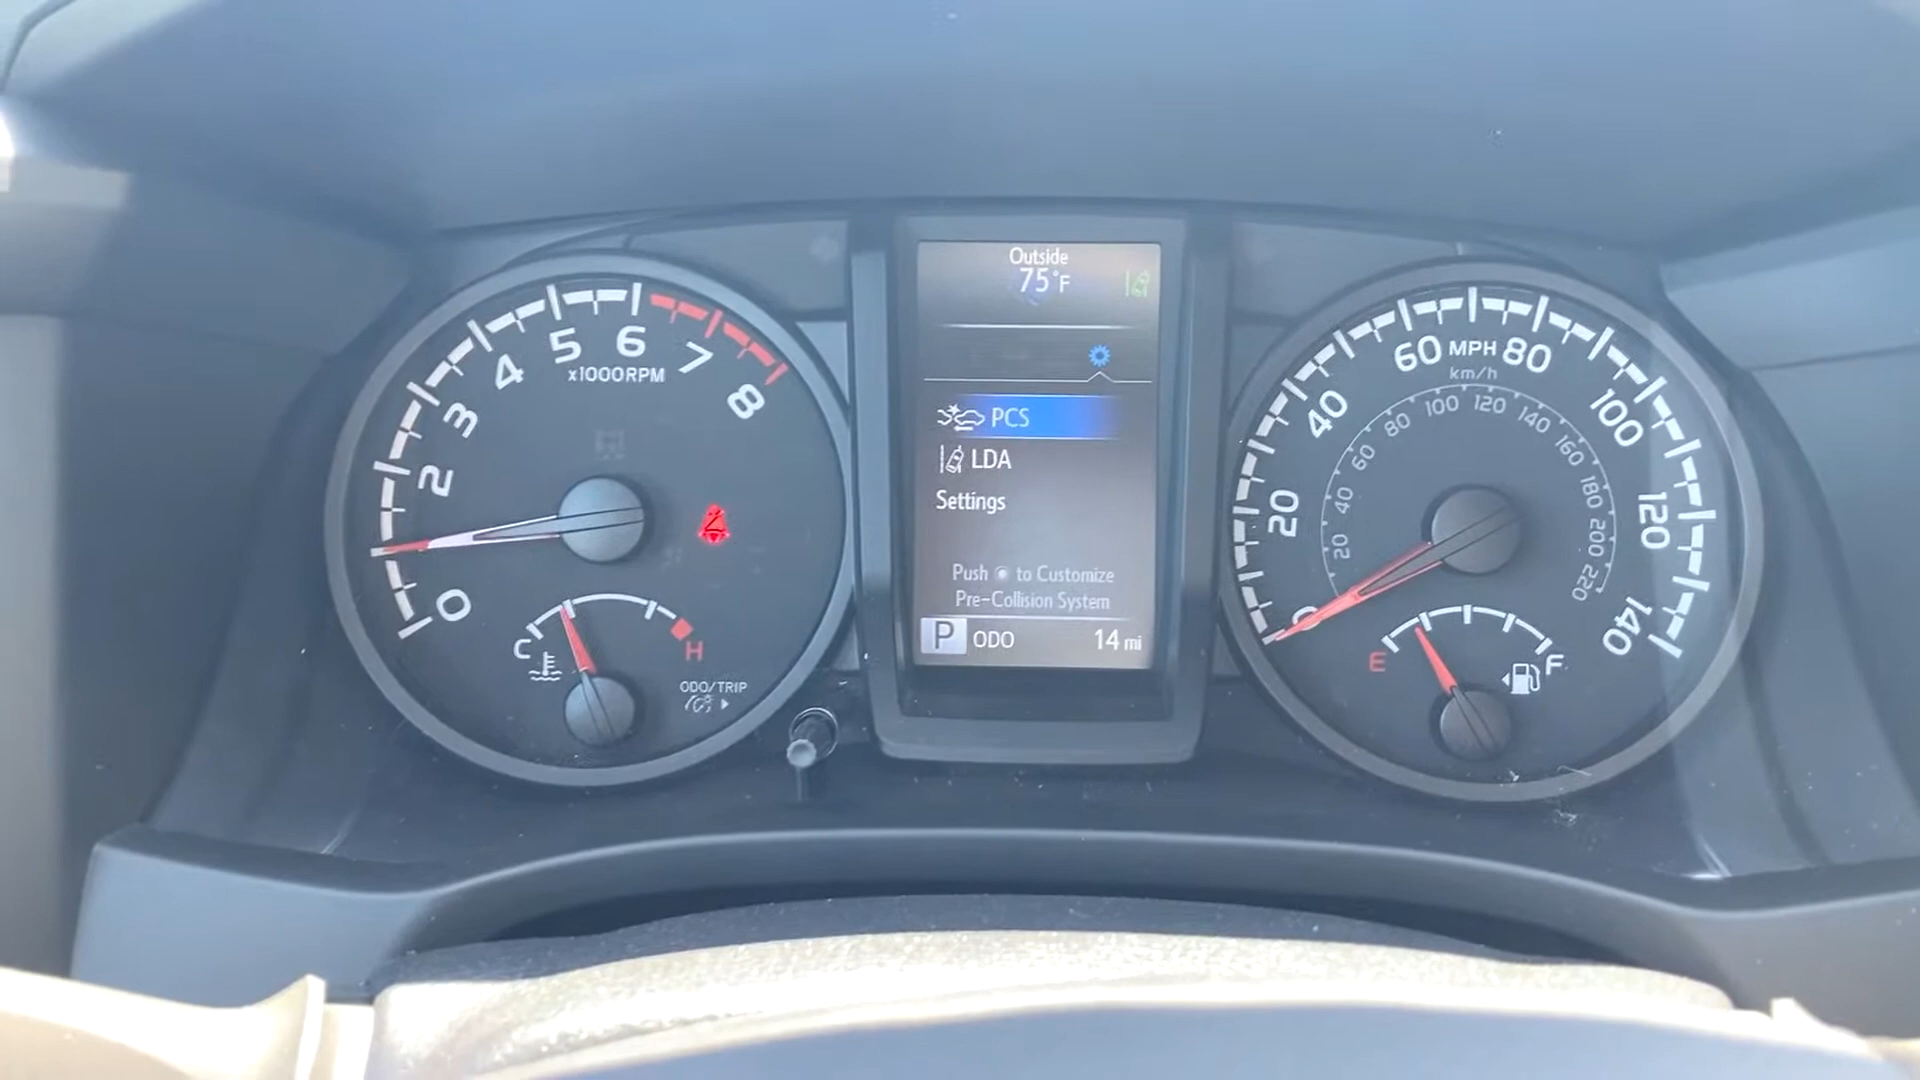 0
2
3
4
5
6
7
8
x1000RPM
C
H
ODO/TRIP
Outside
75°F
PCS
LDA
Settings
Push to Customize
Pre-Collision System
P ODO 14 mi
0
20
40
60 MPH 80
100
120
140
km/h
20
40
60
80
100
120
140
160
180
200
220
E
F